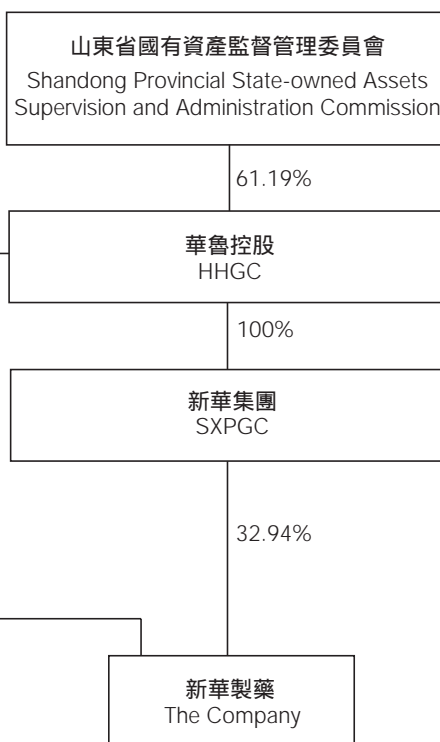 山東省國有資產監督管理委員會
Shandong Provincial State-owned Assets
Supervision and Administration Commission
61.19%
華魯控股
HHGC
100%
新華集團
SXPGC
32.94%
新華製藥
The Company